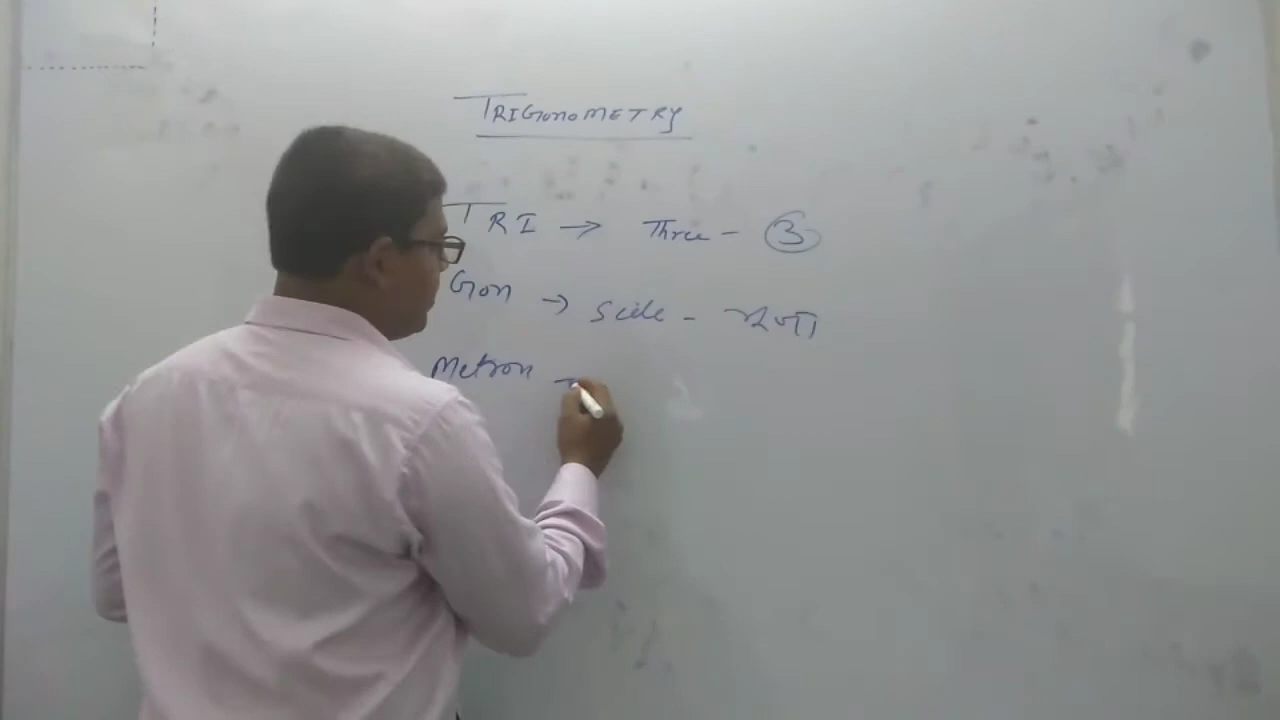 TRIGONOMETRY
TRI → Three - 3
Gon → Side - भुजा
Metron →